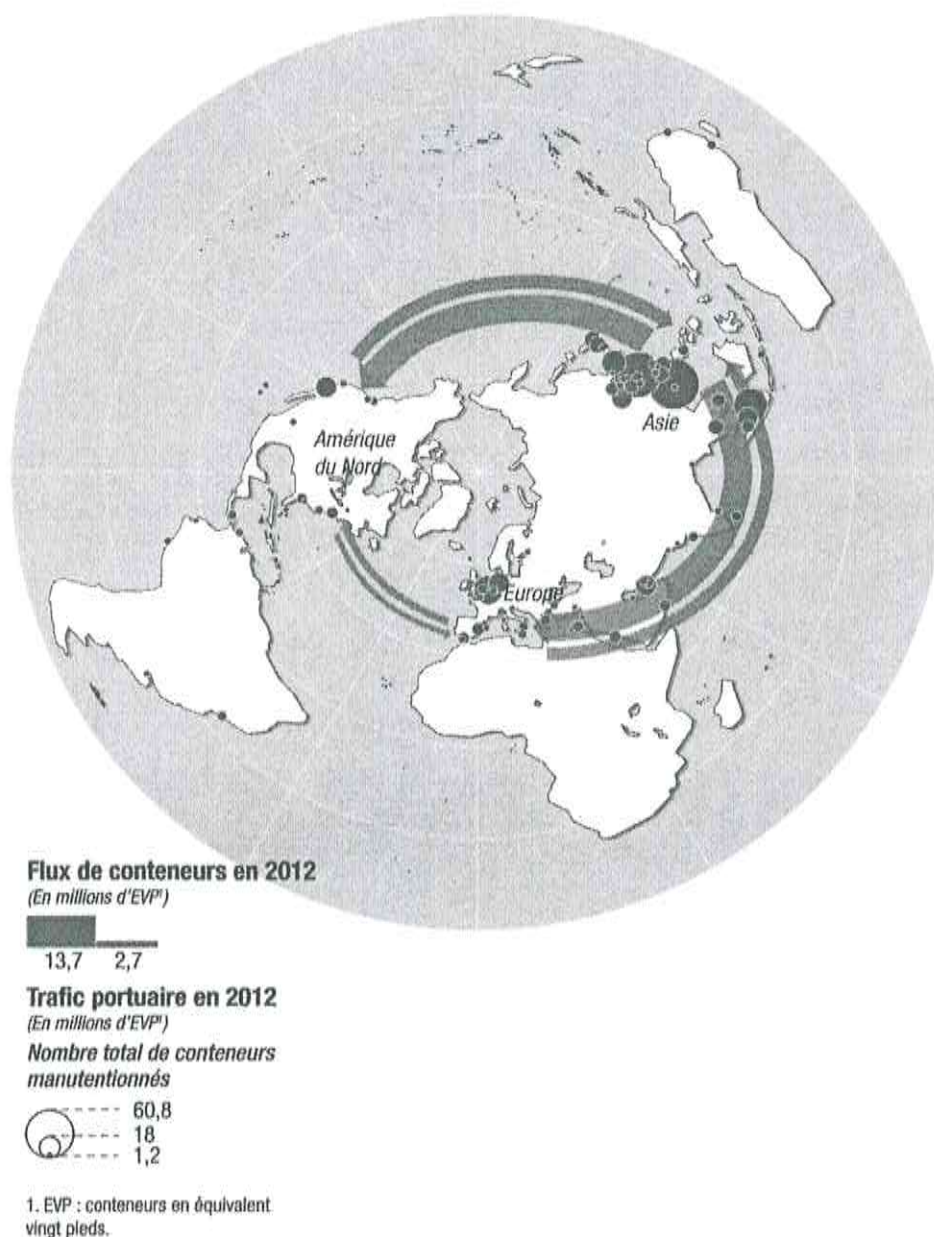 Amérique
du Nord
Asie
Europe
Flux de conteneurs en 2012
(En millions d'EVP¹)
13,7 2,7
Trafic portuaire en 2012
(En millions d'EVP¹)
Nombre total de conteneurs
manutentionnés
60,8
18
1,2
1. EVP : conteneurs en équivalent
vingt pieds.